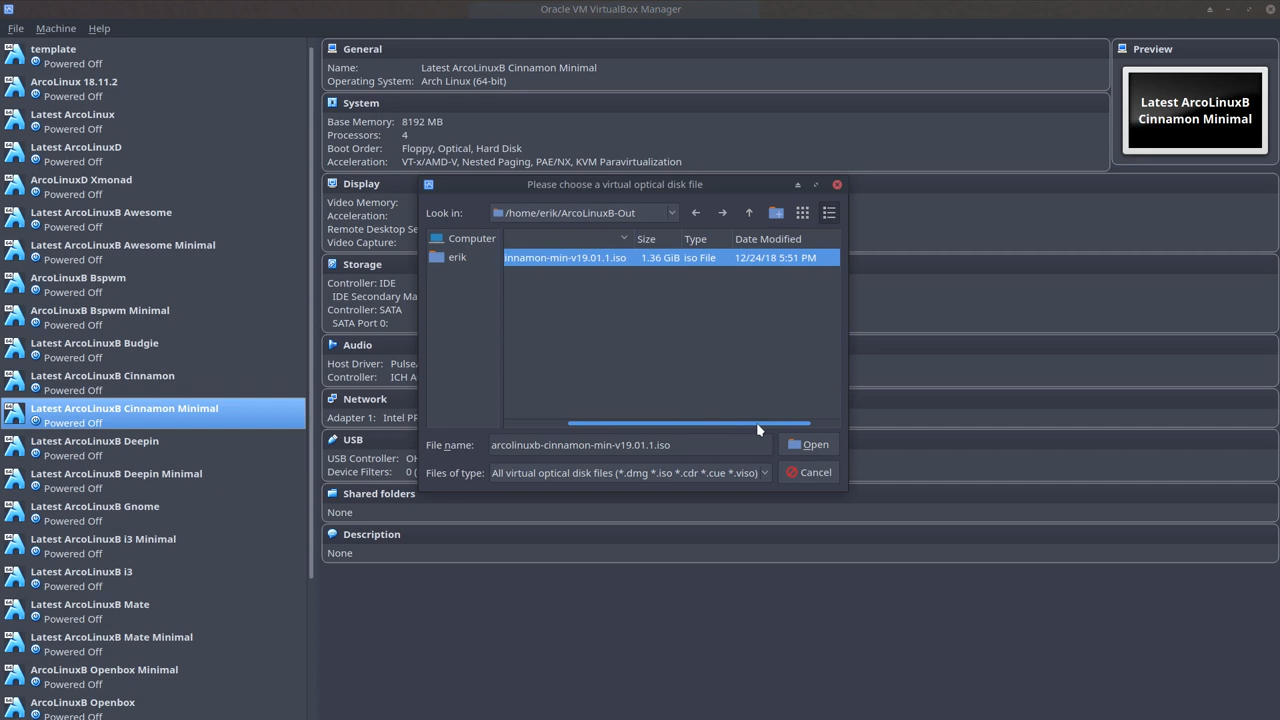 Oracle VM VirtualBox Manager
File Machine Help
template
Powered Off
ArcoLinux 18.11.2
Powered Off
Latest ArcoLinux
Powered Off
Latest ArcoLinuxD
Powered Off
ArcoLinuxD Xmonad
Powered Off
Latest ArcoLinuxB Awesome
Powered Off
Latest ArcoLinuxB Awesome Minimal
Powered Off
ArcoLinuxB Bspwm
Powered Off
ArcoLinuxB Bspwm Minimal
Powered Off
Latest ArcoLinuxB Budgie
Powered Off
Latest ArcoLinuxB Cinnamon
Powered Off
Latest ArcoLinuxB Cinnamon Minimal
Powered Off
Latest ArcoLinuxB Deepin
Powered Off
Latest ArcoLinuxB Deepin Minimal
Powered Off
Latest ArcoLinuxB Gnome
Powered Off
Latest ArcoLinuxB i3 Minimal
Powered Off
Latest ArcoLinuxB i3
Powered Off
Latest ArcoLinuxB Mate
Powered Off
Latest ArcoLinuxB Mate Minimal
Powered Off
ArcoLinuxB Openbox Minimal
Powered Off
ArcoLinuxB Openbox
Powered Off
General
Name: Latest ArcoLinuxB Cinnamon Minimal
Operating System: Arch Linux (64-bit)
System
Base Memory: 8192 MB
Processors: 4
Boot Order: Floppy, Optical, Hard Disk
Acceleration: VT-x/AMD-V, Nested Paging, PAE/NX, KVM Paravirtualization
Display
Video Memory:
Acceleration:
Remote Desktop Se
Video Capture:
Storage
Controller: IDE
IDE Secondary Ma
Controller: SATA
SATA Port 0:
Audio
Host Driver: Pulse/
Controller: ICH A
Network
Adapter 1: Intel PR
USB
USB Controller: OH
Device Filters: 0 (
Shared folders
None
Description
None
Preview
Latest ArcoLinuxB
Cinnamon Minimal
Please choose a virtual optical disk file
Look in: /home/erik/ArcoLinuxB-Out
Computer
erik
Size Type Date Modified
innamon-min-v19.01.1.iso 1.36 GiB iso File 12/24/18 5:51 PM
File name: arcolinuxb-cinnamon-min-v19.01.1.iso Open
Files of type: All virtual optical disk files (*.dmg *.iso *.cdr *.cue *.viso) Cancel